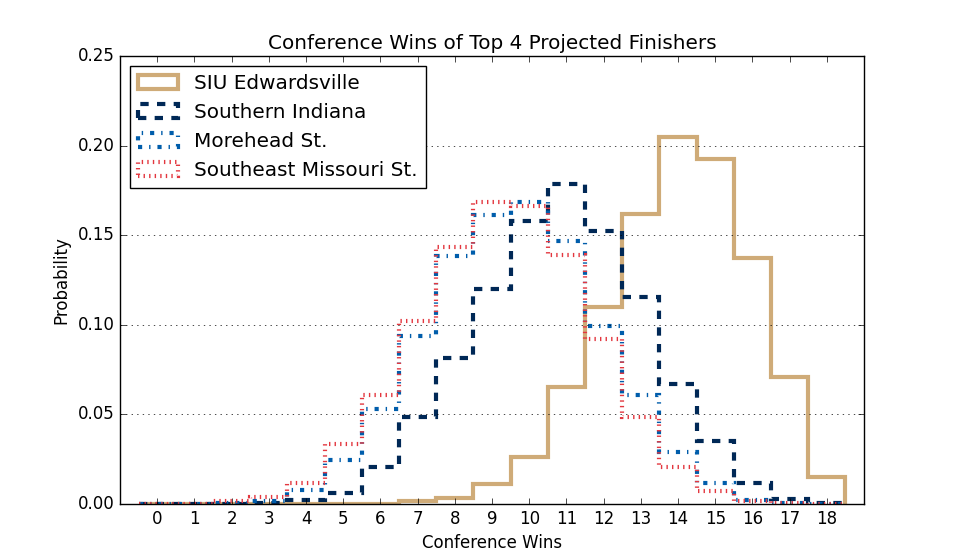 Conference Wins of Top 4 Projected Finishers
SIU Edwardsville
Southern Indiana
Morehead St.
Southeast Missouri St.
0.25
0.20
0.15
0.10
0.05
0.00
Probability
0 1 2 3 4 5 6 7 8 9 10 11 12 13 14 15 16 17 18
Conference Wins